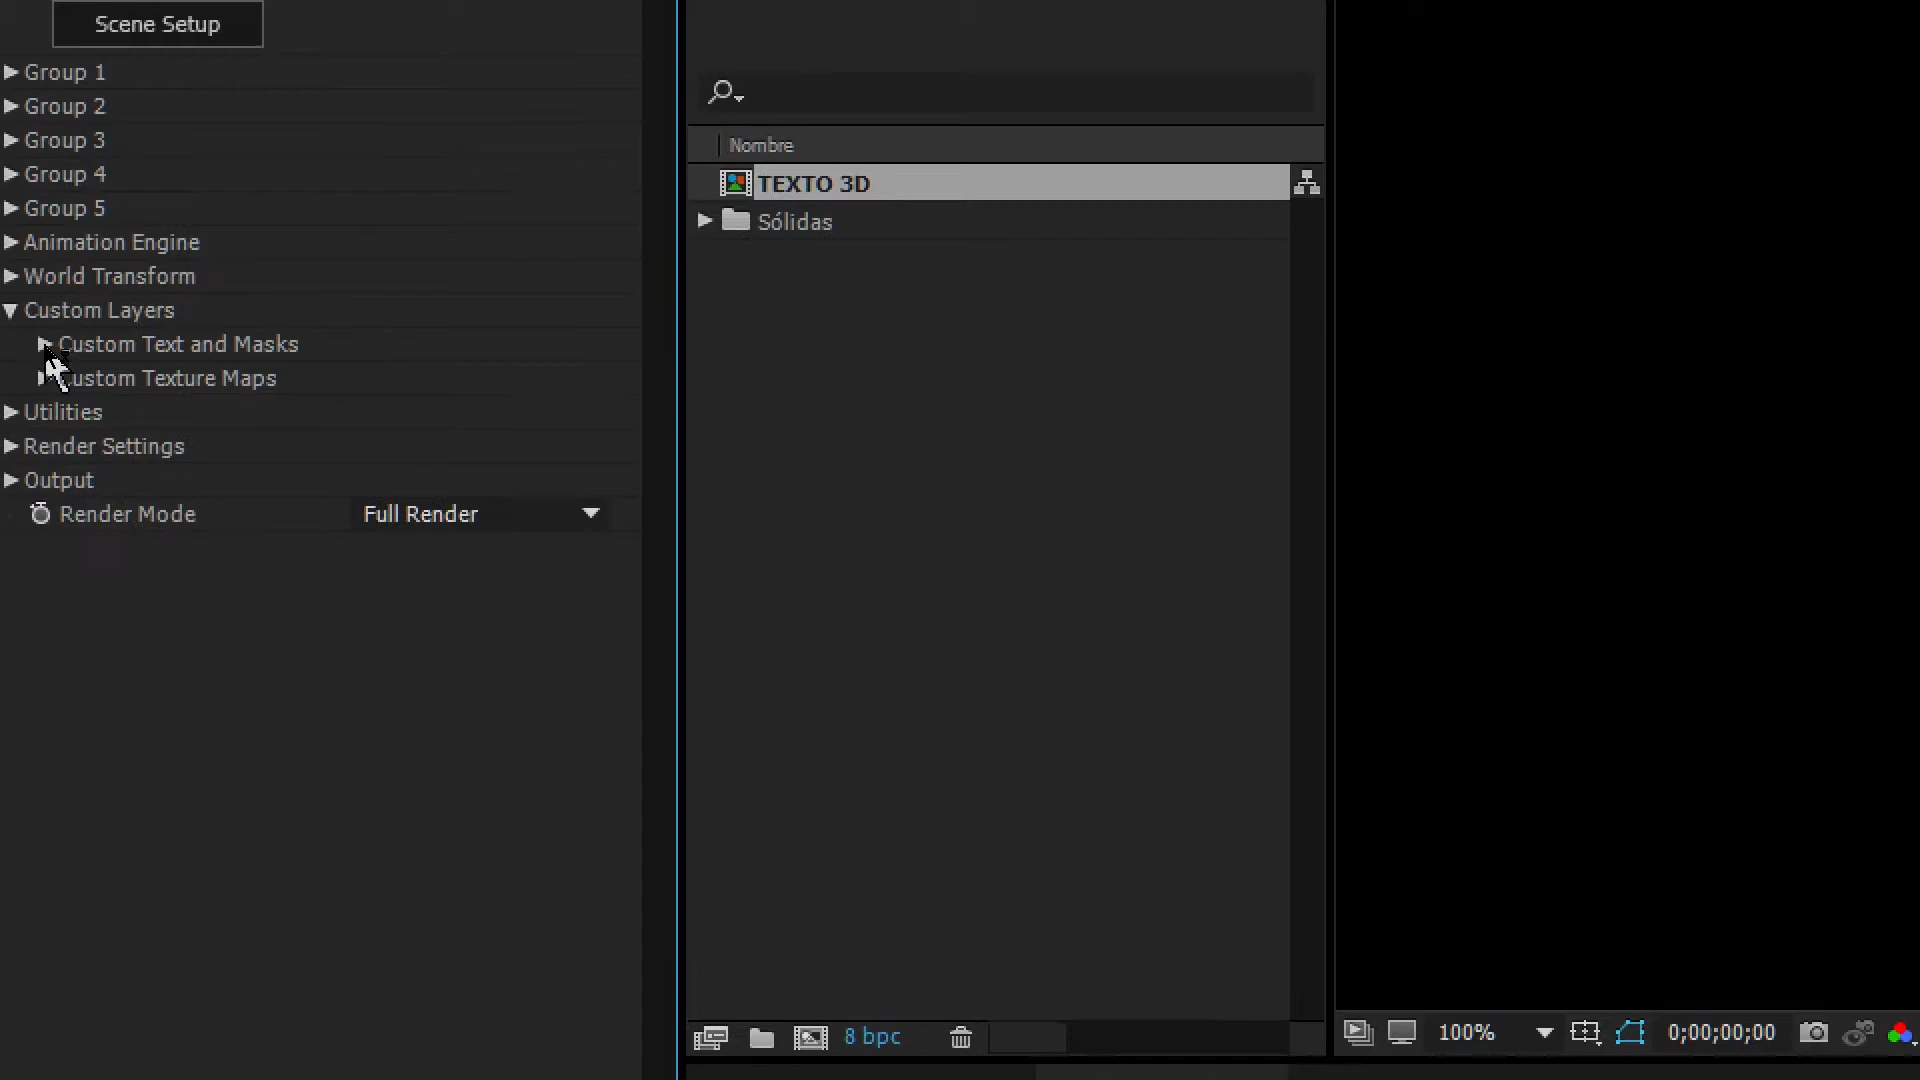 Scene Setup
Group 1
Group 2
Group 3
Group 4
Group 5
Animation Engine
World Transform
Custom Layers
Custom Text and Masks
Custom Texture Maps
Utilities
Render Settings
Output
Render Mode
Full Render
Nombre
TEXTO 3D
Sólidas
8 bpc
100%
0;00;00;00